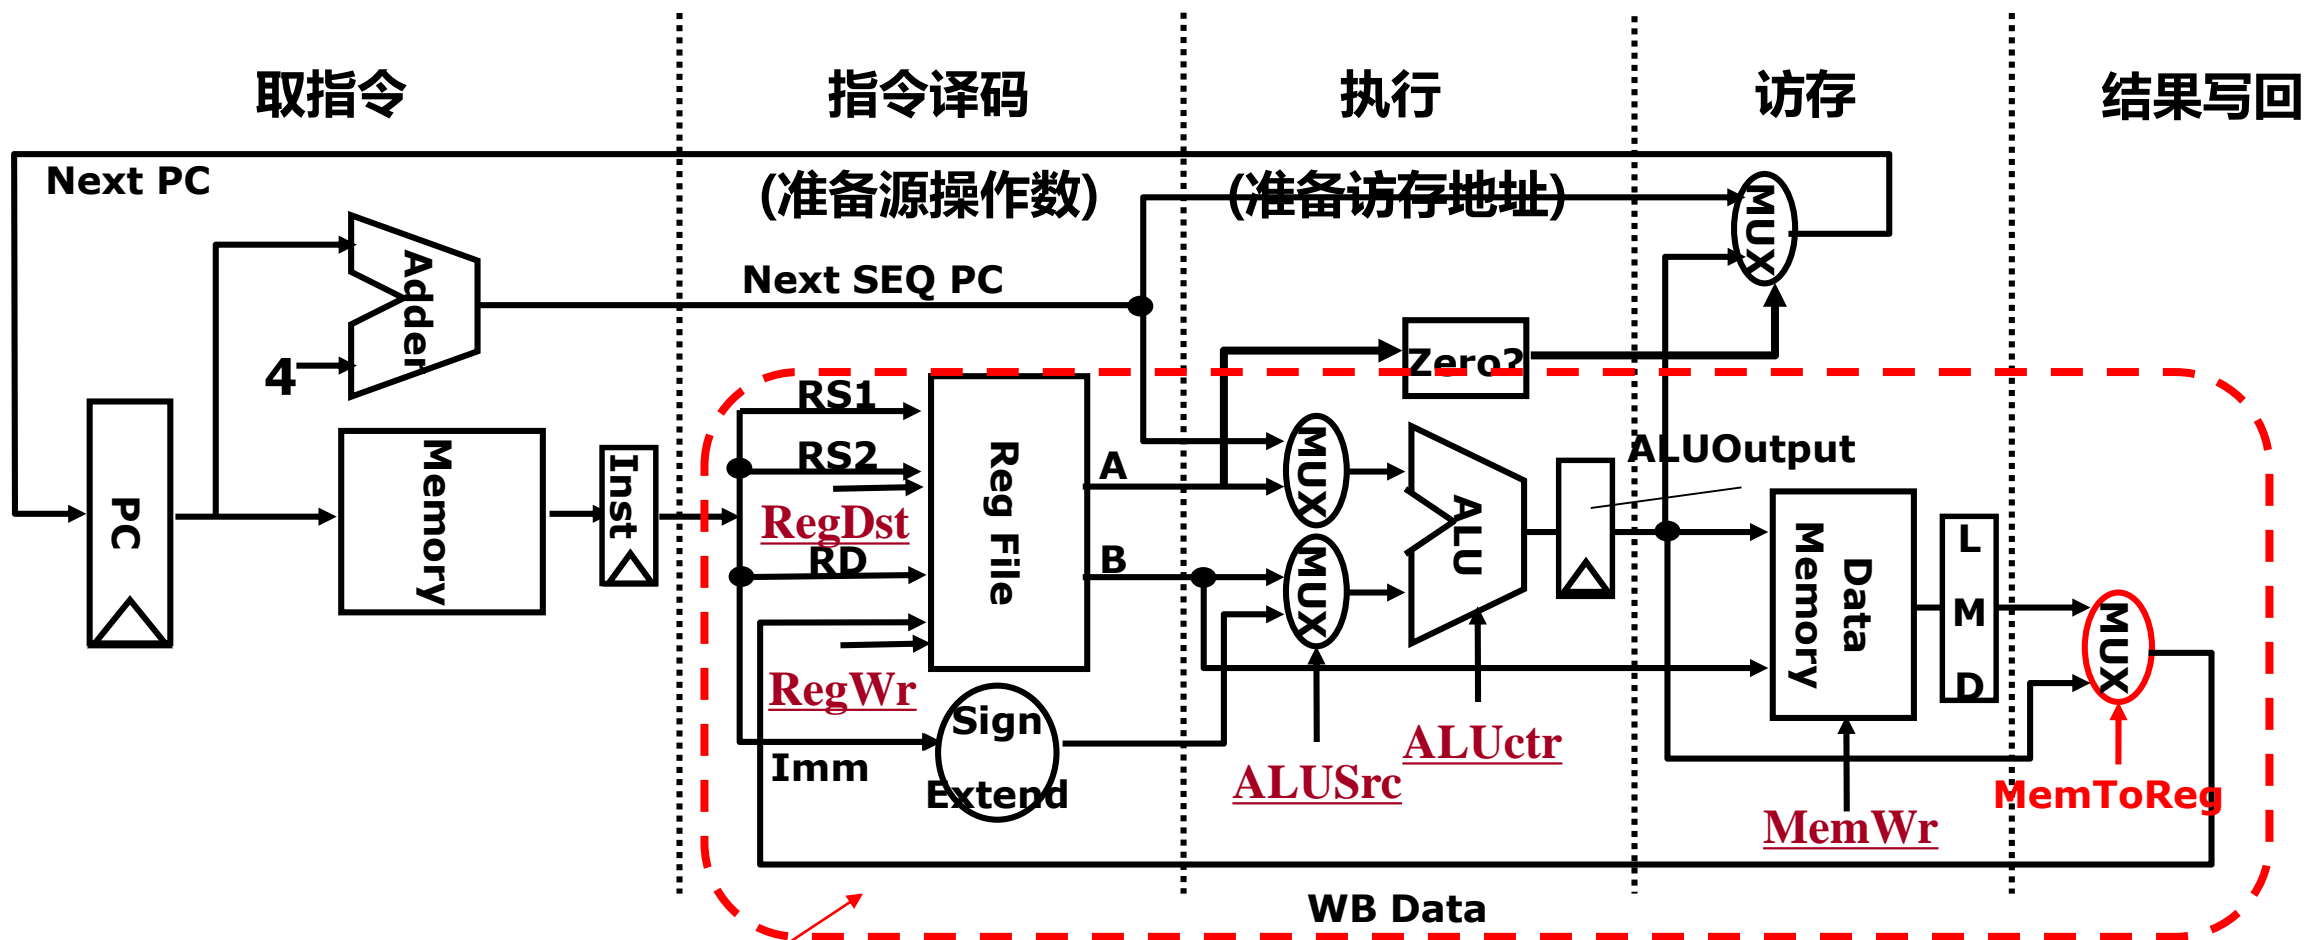 取指令
指令译码
执行
访存
结果写回
Next PC
(准备源操作数)
(准备访存地址)
MUX
Adder
Next SEQ PC
4
Zero?
RS1
RS2
RegDst
RD
RegWr
Reg File
A
B
MUX
MUX
ALU
ALUOutput
PC
Memory
Inst
Data
Memory
L
M
D
MUX
Sign
Extend
Imm
ALUSrc
ALUctr
MemWr
MemToReg
WB Data